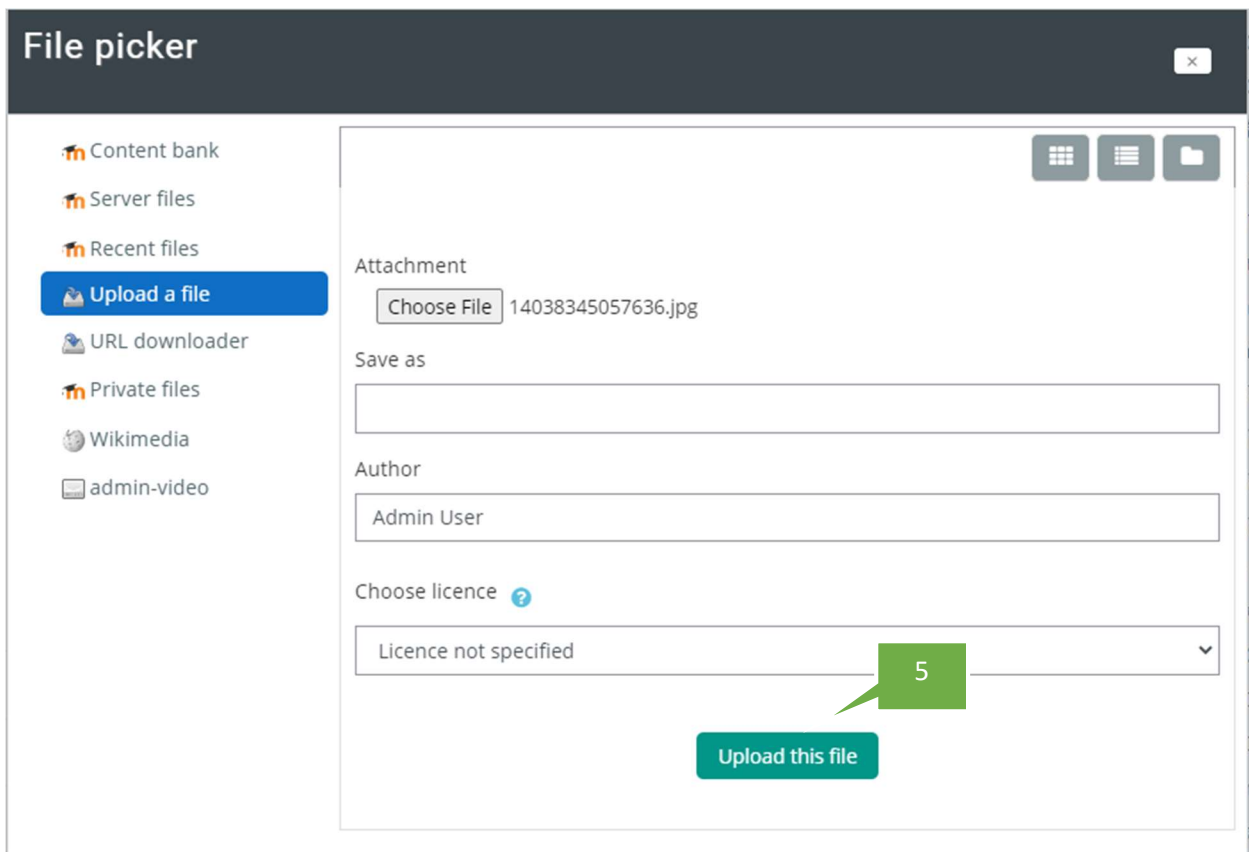 File picker
Content bank
Server files
Recent files
Upload a file
URL downloader
Private files
Wikimedia
admin-video
Attachment
Choose File 14038345057636.jpg
Save as
Author
Admin User
Choose licence ?
Licence not specified
5
Upload this file